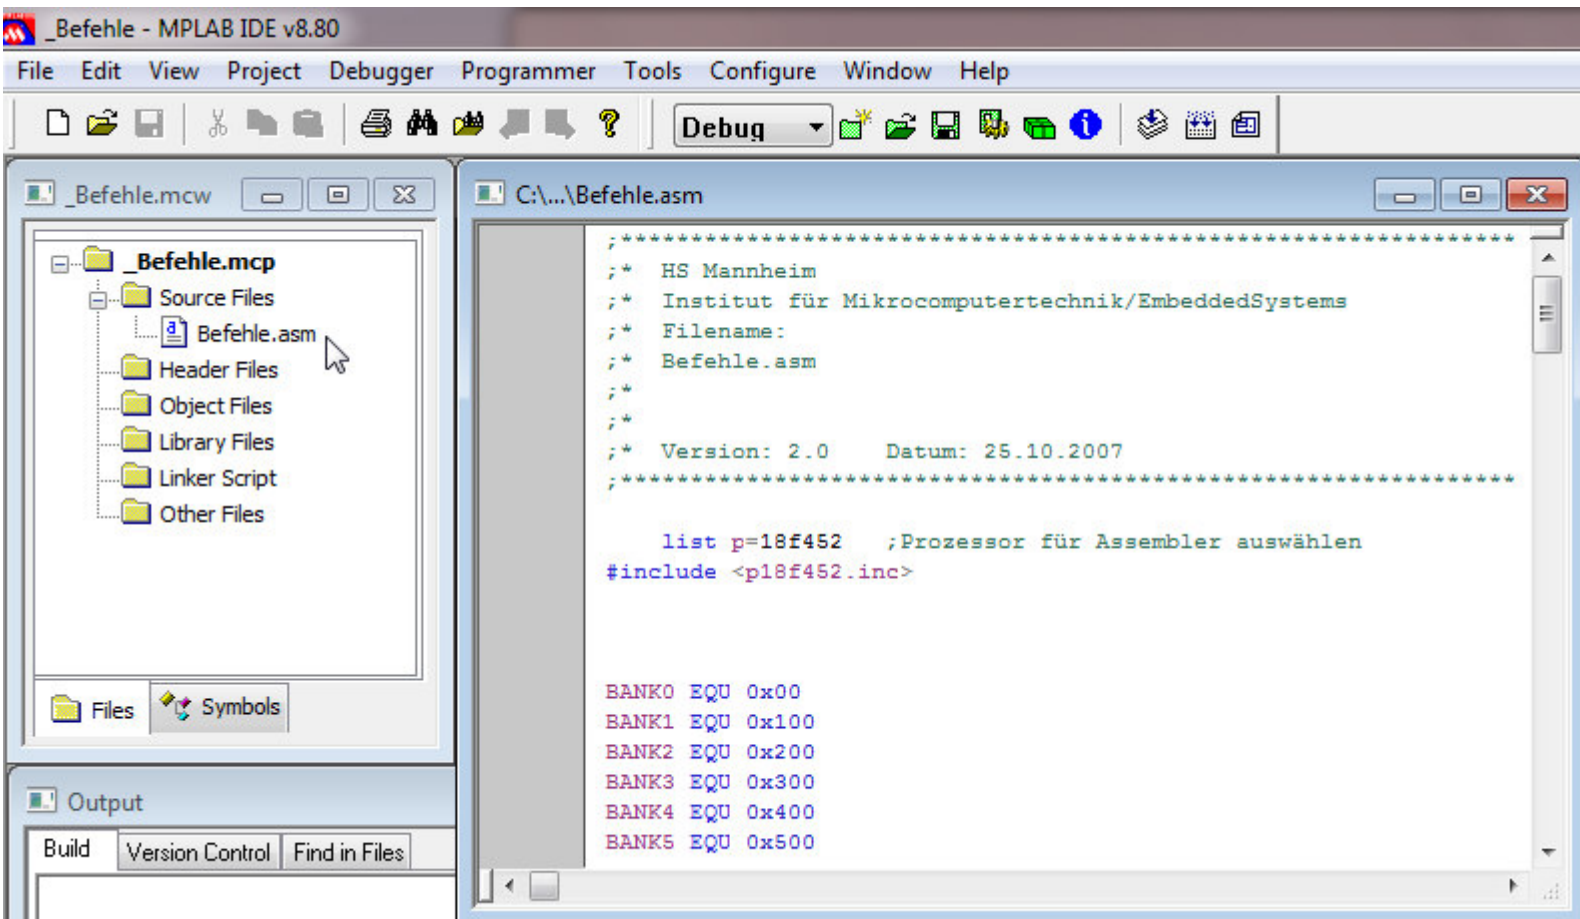 _Befehle - MPLAB IDE v8.80
File Edit View Project Debugger Programmer Tools Configure Window Help
Debug
_Befehle.mcw
_Befehle.mcp
Source Files
Befehle.asm
Header Files
Object Files
Library Files
Linker Script
Other Files
Files Symbols
Output
Build Version Control Find in Files
C:\...\Befehle.asm
;****************************************************************
;* HS Mannheim
;* Institut für Mikrocomputertechnik/EmbeddedSystems
;* Filename:
;* Befehle.asm
;*
;*
;* Version: 2.0 Datum: 25.10.2007
;****************************************************************
list p=18f452 ;Prozessor für Assembler auswählen
#include <p18f452.inc>
BANK0 EQU 0x00
BANK1 EQU 0x100
BANK2 EQU 0x200
BANK3 EQU 0x300
BANK4 EQU 0x400
BANK5 EQU 0x500